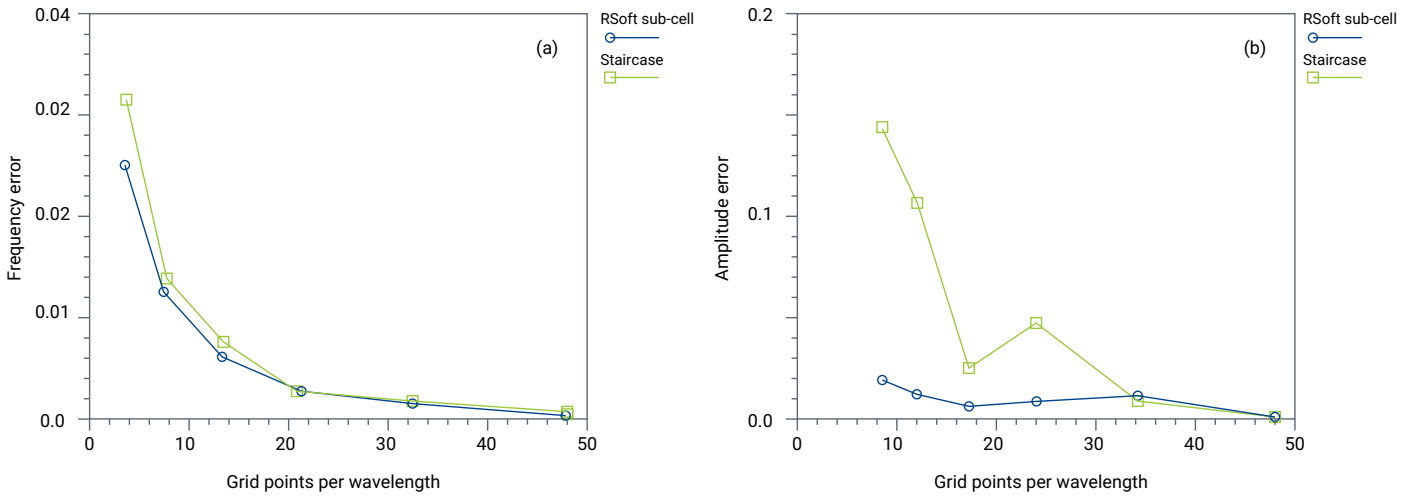 0.04
0.02
0.02
0.01
0.0
Frequency error
(a)
0 10 20 30 40 50
Grid points per wavelength
RSoft sub-cell
Staircase
0.2
0.1
0.0
Amplitude error
(b)
0 10 20 30 40 50
Grid points per wavelength
RSoft sub-cell
Staircase